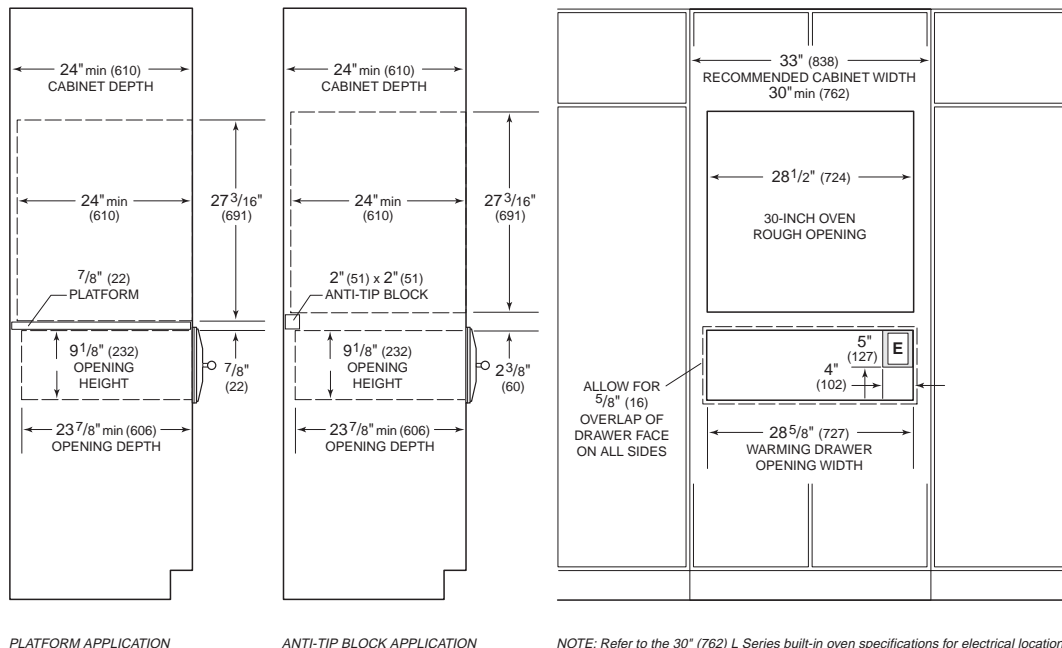 24" min (610)
CABINET DEPTH
24" min
(610)
27 3/16"
(691)
7/8" (22)
PLATFORM
9 1/8" (232)
OPENING
HEIGHT
7/8"
(22)
23 7/8" min (606)
OPENING DEPTH
PLATFORM APPLICATION
24" min (610)
CABINET DEPTH
24" min
(610)
27 3/16"
(691)
2" (51) x 2" (51)
ANTI-TIP BLOCK
9 1/8" (232)
OPENING
HEIGHT
2 3/8"
(60)
23 7/8" min (606)
OPENING DEPTH
ANTI-TIP BLOCK APPLICATION
33" (838)
RECOMMENDED CABINET WIDTH
30" min (762)
28 1/2" (724)
30-INCH OVEN
ROUGH OPENING
5"
(127)
E
4"
(102)
ALLOW FOR
5/8" (16)
OVERLAP OF
DRAWER FACE
ON ALL SIDES
28 5/8" (727)
WARMING DRAWER
OPENING WIDTH
NOTE: Refer to the 30" (762) L Series built-in oven specifications for electrical location